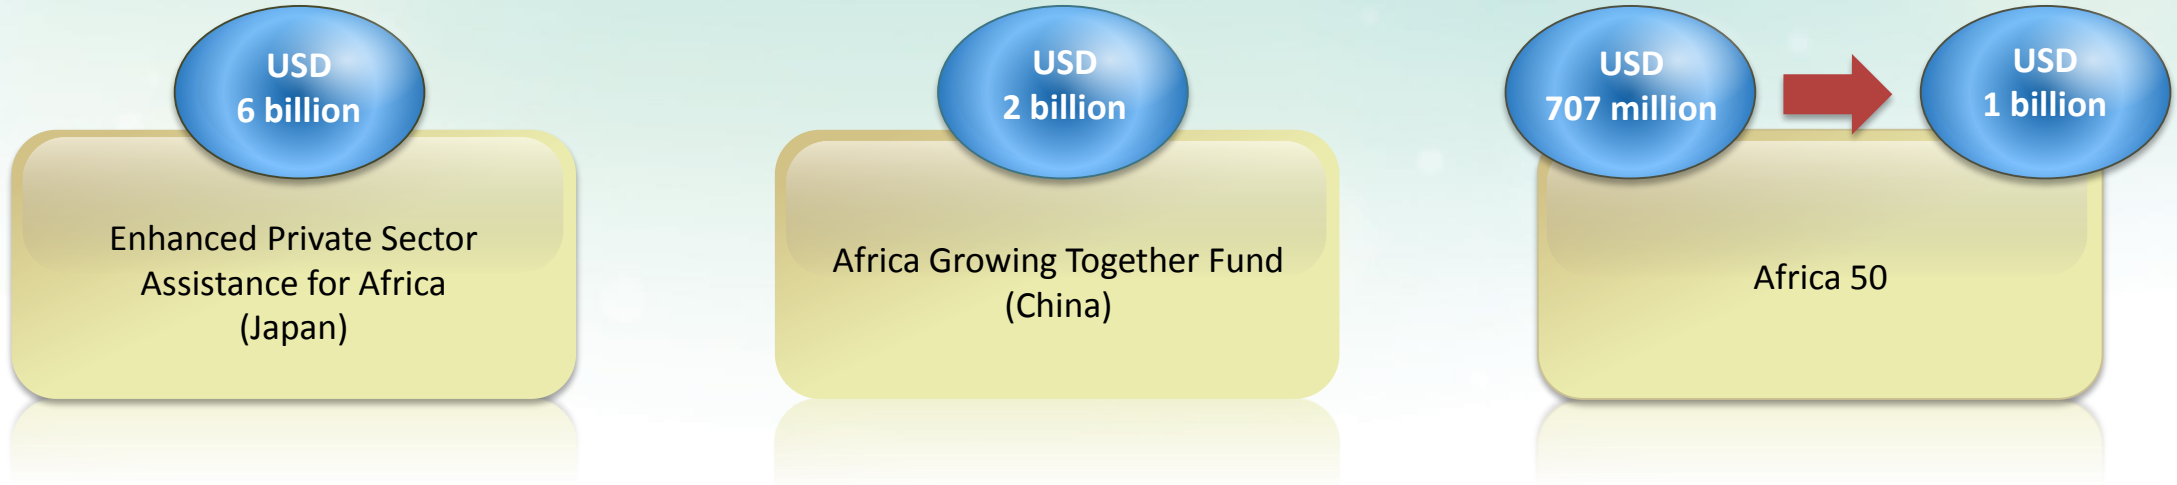 USD
6 billion
Enhanced Private Sector
Assistance for Africa
(Japan)
USD
2 billion
Africa Growing Together Fund
(China)
USD
707 million
USD
1 billion
Africa 50